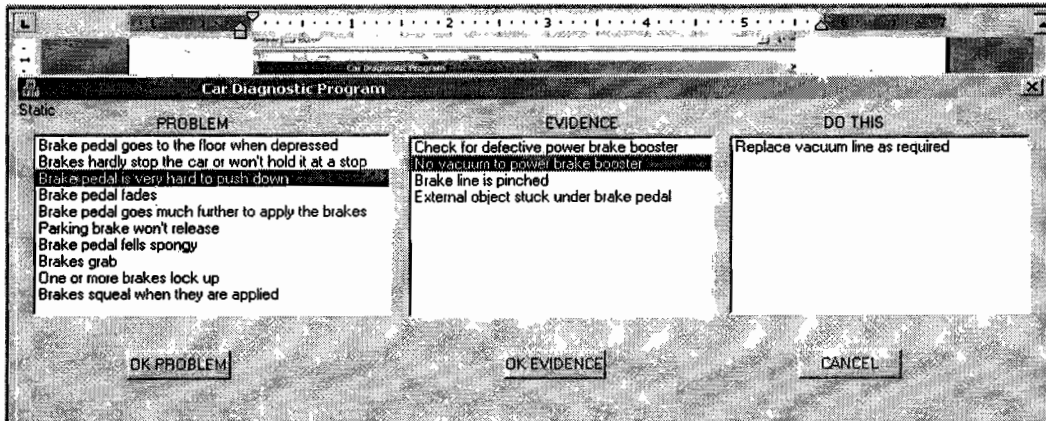 L
1 2 3 4 5
Car Diagnostic Program
Car Diagnostic Program
Static
PROBLEM
Brake pedal goes to the floor when depressed
Brakes hardly stop the car or won't hold it at a stop
Brake pedal is very hard to push down
Brake pedal fades
Brake pedal goes much further to apply the brakes
Parking brake won't release
Brake pedal fells spongy
Brakes grab
One or more brakes lock up
Brakes squeal when they are applied
OK PROBLEM
EVIDENCE
Check for defective power brake booster
No vacuum to power brake booster
Brake line is pinched
External object stuck under brake pedal
OK EVIDENCE
DO THIS
Replace vacuum line as required
CANCEL